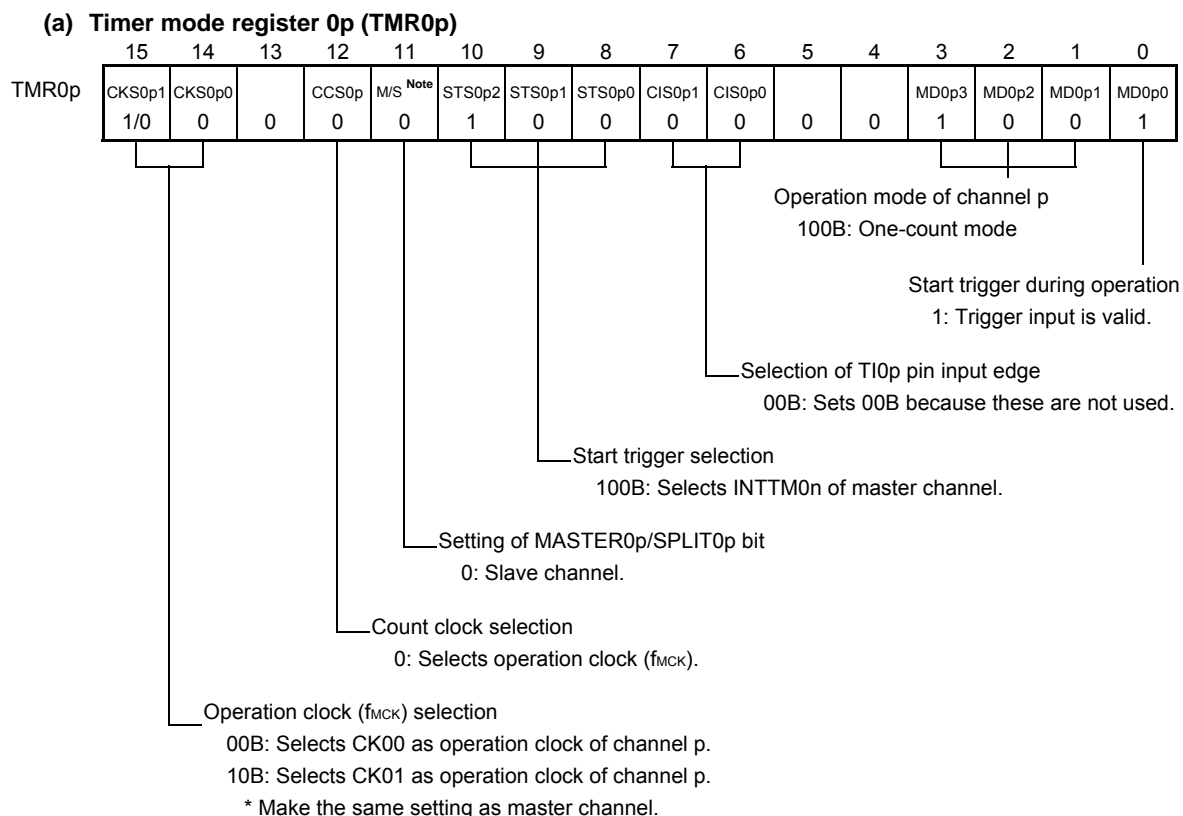 (a) Timer mode register 0p (TMR0p)
15 14 13 12 11 10 9 8 7 6 5 4 3 2 1 0
TMR0p CKS0p1 CKS0p0 CCS0p M/S Note STS0p2 STS0p1 STS0p0 CIS0p1 CIS0p0 MD0p3 MD0p2 MD0p1 MD0p0
1/0 0 0 0 0 1 0 0 0 0 0 0 1 0 0 1
Operation mode of channel p
100B: One-count mode
Start trigger during operation
1: Trigger input is valid.
Selection of TI0p pin input edge
00B: Sets 00B because these are not used.
Start trigger selection
100B: Selects INTTM0n of master channel.
Setting of MASTER0p/SPLIT0p bit
0: Slave channel.
Count clock selection
0: Selects operation clock (fMCK).
Operation clock (fMCK) selection
00B: Selects CK00 as operation clock of channel p.
10B: Selects CK01 as operation clock of channel p.
* Make the same setting as master channel.